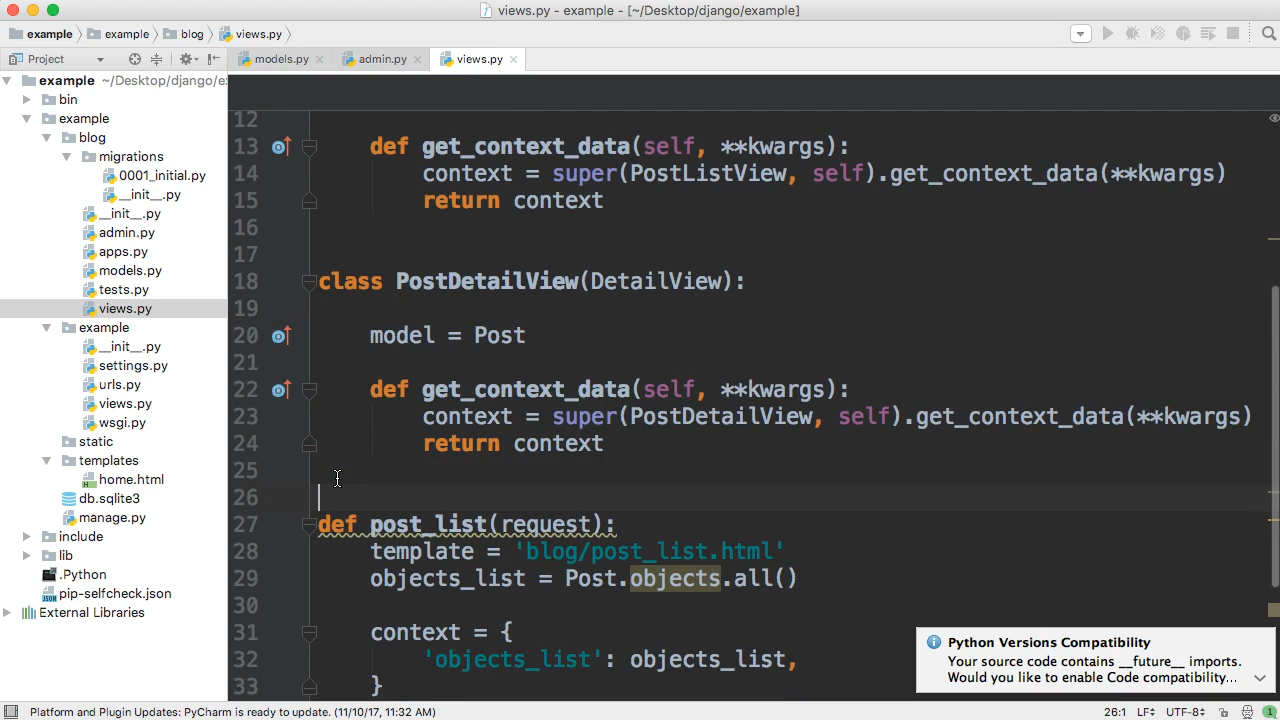 views.py - example - [~/Desktop/django/example]
example example blog views.py
Project
models.py admin.py views.py
example ~/Desktop/django/e
bin
example
blog
migrations
0001_initial.py
__init__.py
__init__.py
admin.py
apps.py
models.py
tests.py
views.py
example
__init__.py
settings.py
urls.py
views.py
wsgi.py
static
templates
home.html
db.sqlite3
manage.py
include
lib
.Python
pip-selfcheck.json
External Libraries
12
13 def get_context_data(self, **kwargs):
14 context = super(PostListView, self).get_context_data(**kwargs)
15 return context
16
17
18 class PostDetailView(DetailView):
19
20 model = Post
21
22 def get_context_data(self, **kwargs):
23 context = super(PostDetailView, self).get_context_data(**kwargs)
24 return context
25
26
27 def post_list(request):
28 template = 'blog/post_list.html'
29 objects_list = Post.objects.all()
30
31 context = {
32 'objects_list': objects_list,
33 }
Python Versions Compatibility
Your source code contains __future__ imports.
Would you like to enable Code compatibility...
Platform and Plugin Updates: PyCharm is ready to update. (11/10/17, 11:32 AM) 26:1 LF UTF-8 1